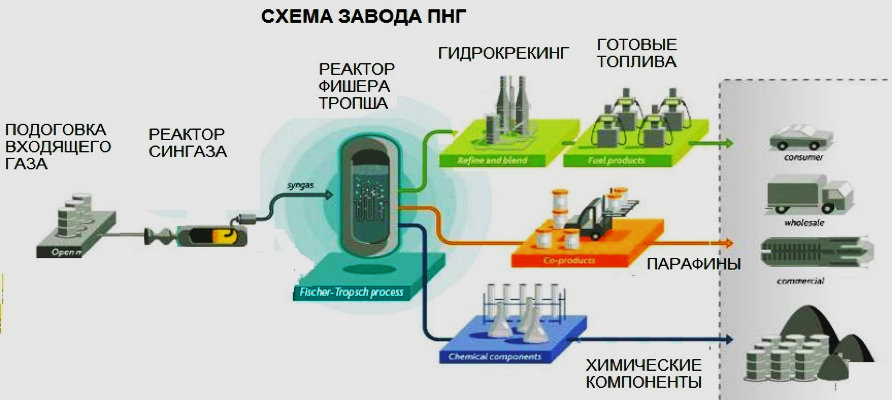 СХЕМА ЗАВОДА ПНГ
ПОДОГОВКА
ВХОДЯЩЕГО
ГАЗА
РЕАКТОР
СИНГАЗА
РЕАКТОР
ФИШЕРА
ТРОПША
ГИДРОКРЕКИНГ
ГОТОВЫЕ
ТОПЛИВА
Open m
syngas
Fischer-Tropsch process
Refine and blend
Fuel products
Co-products
ПАРАФИНЫ
Chemical components
ХИМИЧЕСКИЕ
КОМПОНЕНТЫ
consumer
wholesale
commercial